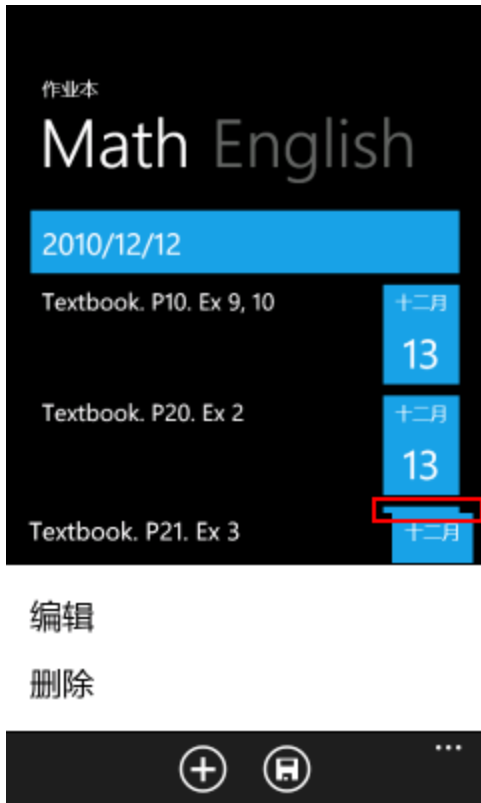 作业本
Math English
2010/12/12
Textbook. P10. Ex 9, 10
十二月
13
Textbook. P20. Ex 2
十二月
13
Textbook. P21. Ex 3
十二月
编辑
删除